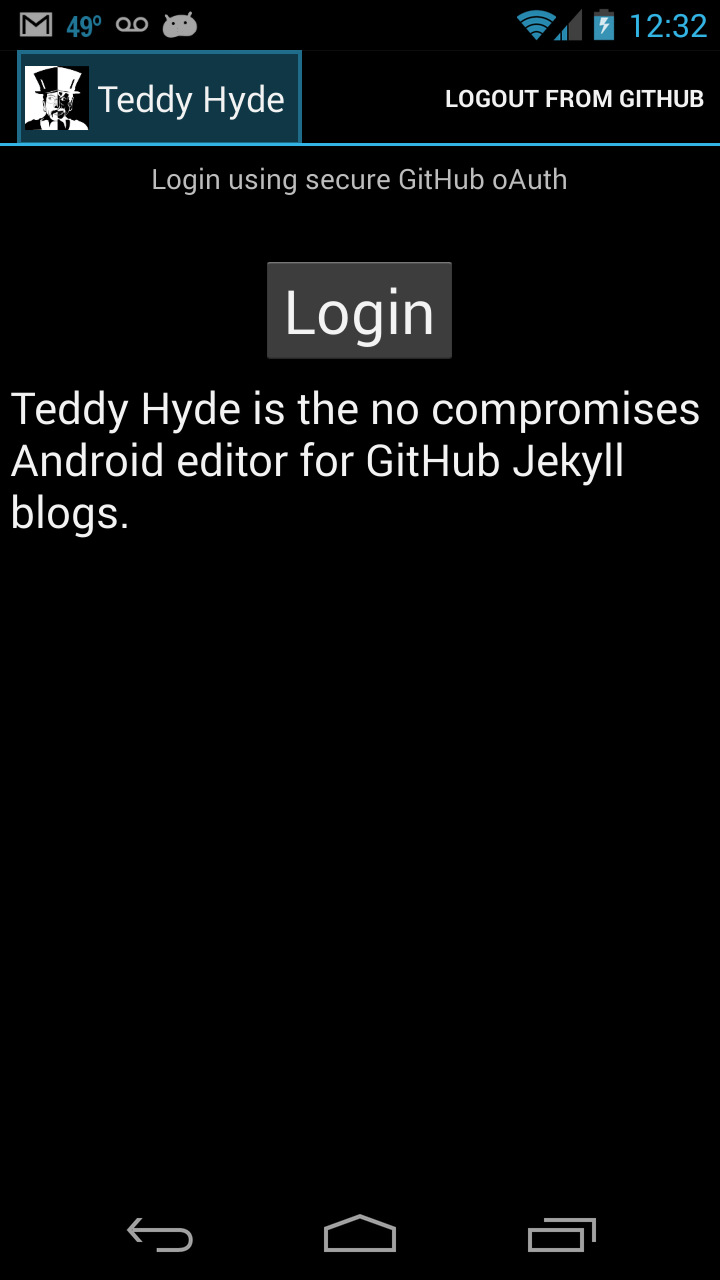 49º 12:32
Teddy Hyde LOGOUT FROM GITHUB
Login using secure GitHub oAuth
Login
Teddy Hyde is the no compromises
Android editor for GitHub Jekyll
blogs.